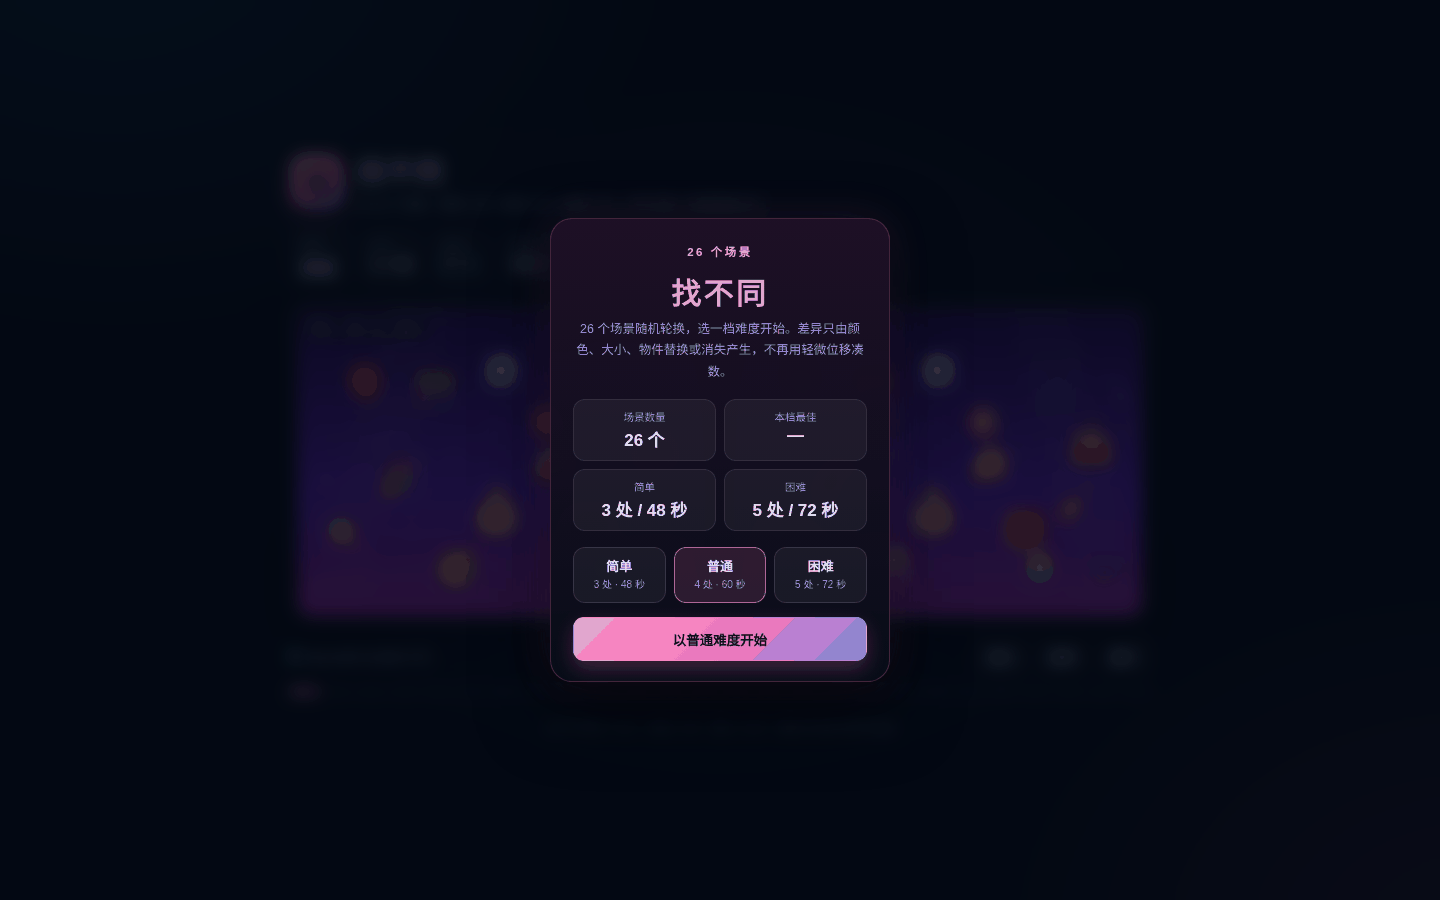 26 个场景
找不同
26 个场景随机轮换，选一档难度开始。差异只由颜
色、大小、物件替换或消失产生，不再用轻微位移凑
数。
场景数量
26 个
本档最佳
—
简单
3 处 / 48 秒
困难
5 处 / 72 秒
简单
3 处 · 48 秒
普通
4 处 · 60 秒
困难
5 处 · 72 秒
以普通难度开始